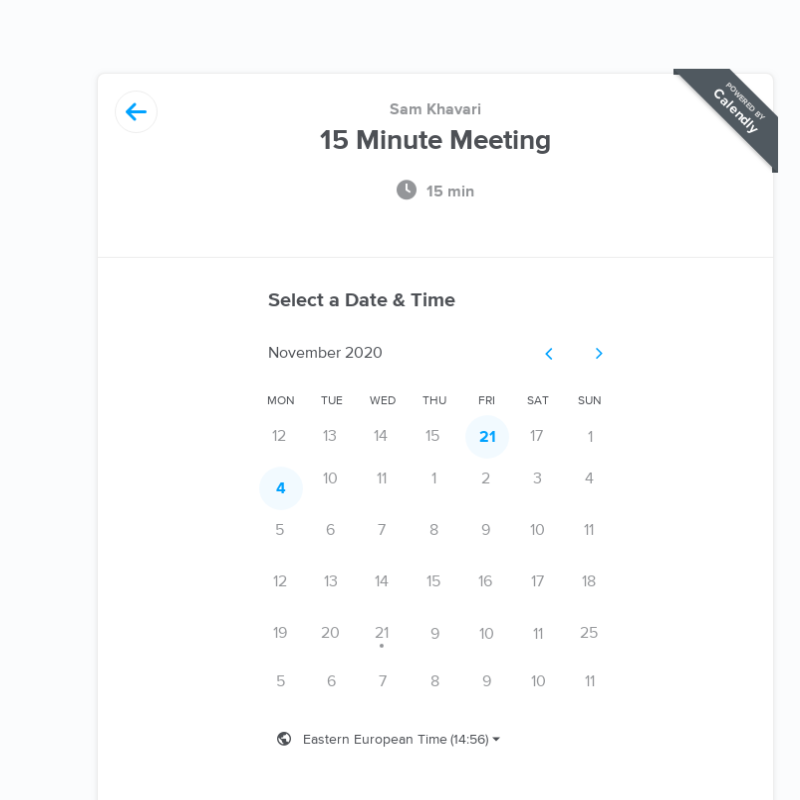 POWERED BY
Calendly
Sam Khavari
15 Minute Meeting
15 min
Select a Date & Time
November 2020
MON TUE WED THU FRI SAT SUN
12 13 14 15 21 17 1
4 10 11 1 2 3 4
5 6 7 8 9 10 11
12 13 14 15 16 17 18
19 20 21 9 10 11 25
5 6 7 8 9 10 11
Eastern European Time (14:56)